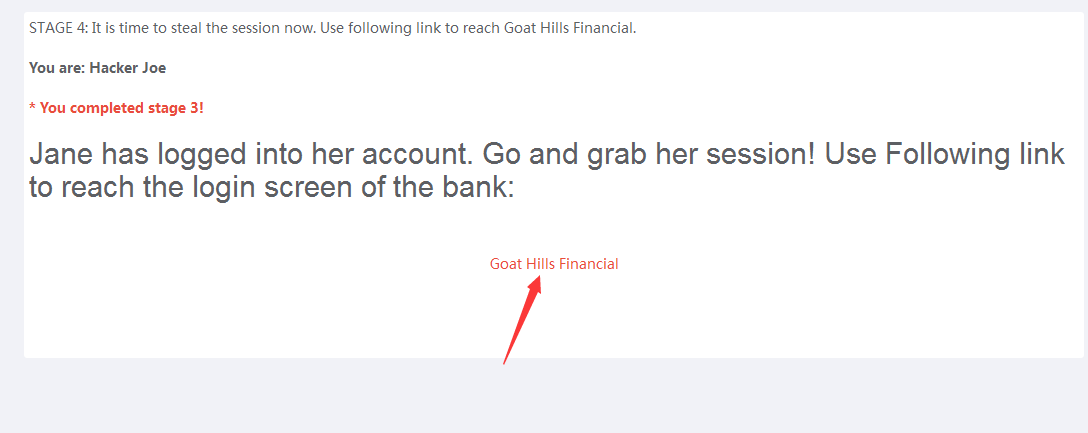 STAGE 4: It is time to steal the session now. Use following link to reach Goat Hills Financial.
You are: Hacker Joe
* You completed stage 3!
Jane has logged into her account. Go and grab her session! Use Following link
to reach the login screen of the bank:
Goat Hills Financial